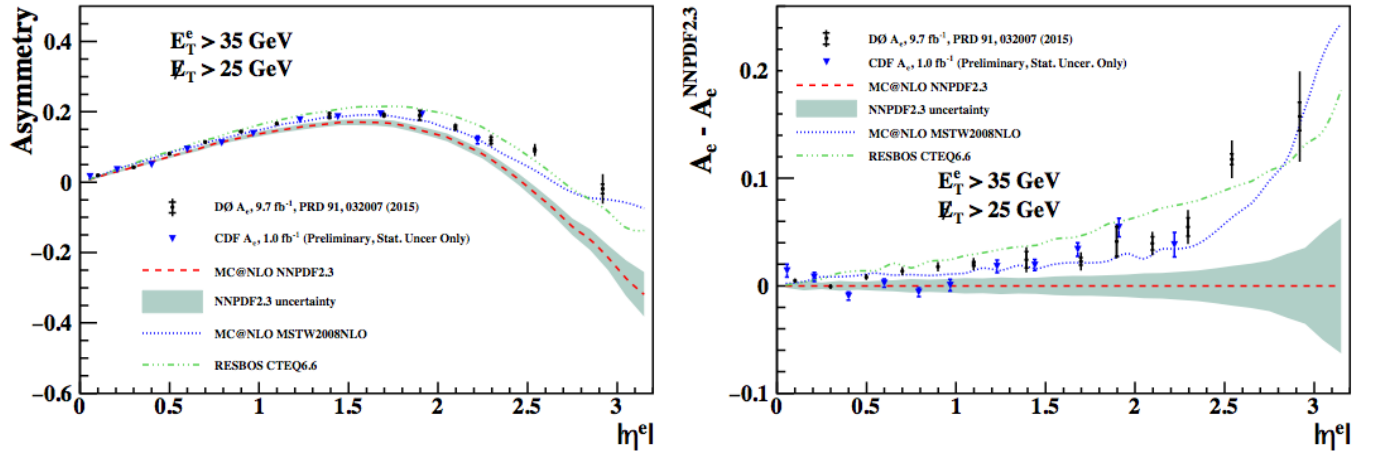 Asymmetry
0.4
0.2
0
−0.2
−0.4
−0.6
E_T^e > 35 GeV
E̸_T > 25 GeV
DØ A_e, 9.7 fb⁻¹, PRD 91, 032007 (2015)
CDF A_e, 1.0 fb⁻¹ (Preliminary, Stat. Uncer Only)
MC@NLO NNPDF2.3
NNPDF2.3 uncertainty
MC@NLO MSTW2008NLO
RESBOS CTEQ6.6
0 0.5 1 1.5 2 2.5 3
|η^e|
A_e - A_e^NNPDF2.3
0.2
0.1
0
−0.1
DØ A_e, 9.7 fb⁻¹, PRD 91, 032007 (2015)
CDF A_e, 1.0 fb⁻¹ (Preliminary, Stat. Uncer. Only)
MC@NLO NNPDF2.3
NNPDF2.3 uncertainty
MC@NLO MSTW2008NLO
RESBOS CTEQ6.6
E_T^e > 35 GeV
E̸_T > 25 GeV
0 0.5 1 1.5 2 2.5 3
|η^e|